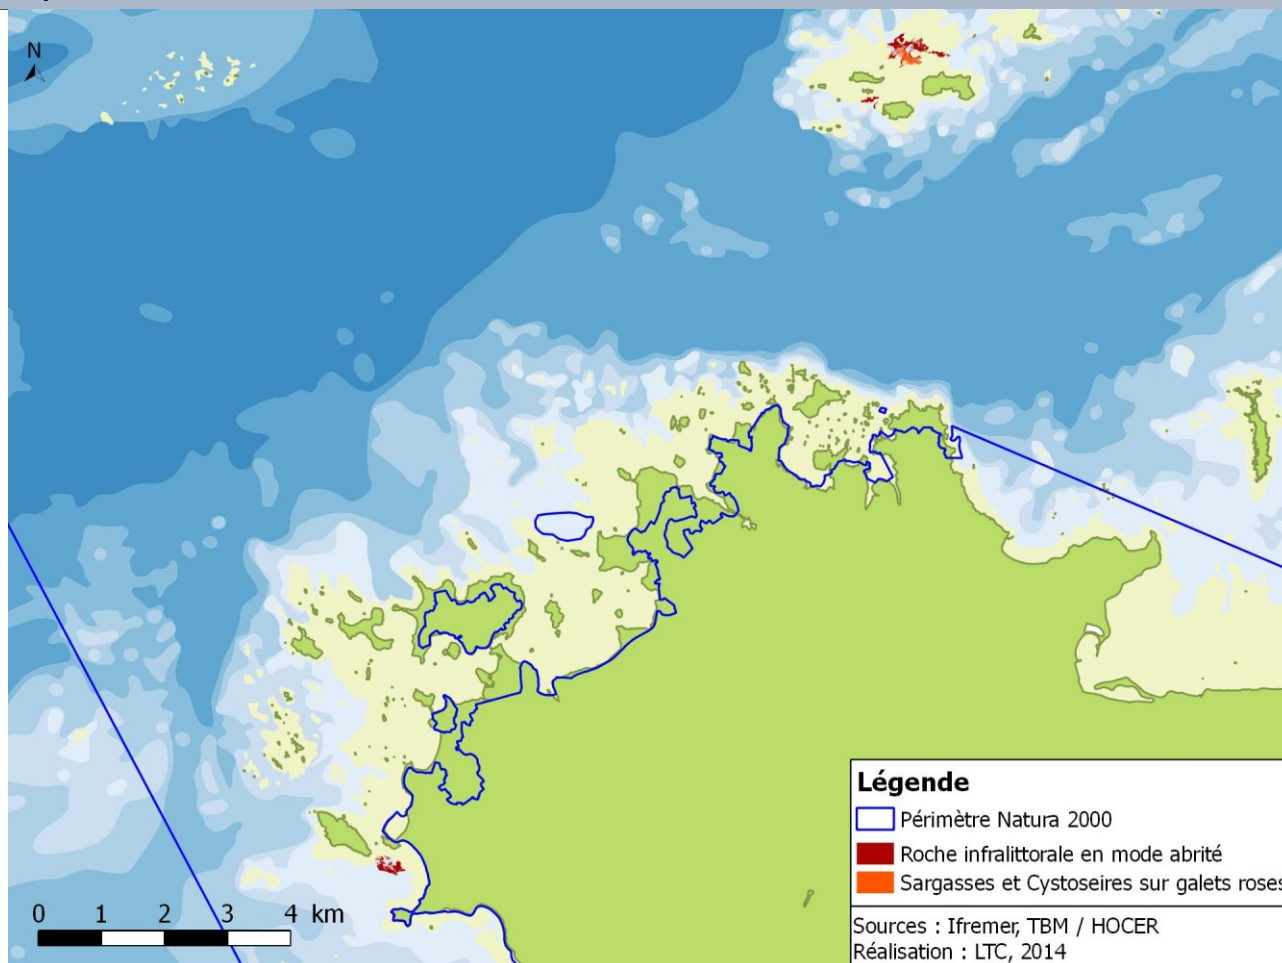 N
0 1 2 3 4 km
Légende
Périmètre Natura 2000
Roche infralittorale en mode abrité
Sargasses et Cystoseires sur galets roses
Sources : Ifremer, TBM / HOCER
Réalisation : LTC, 2014